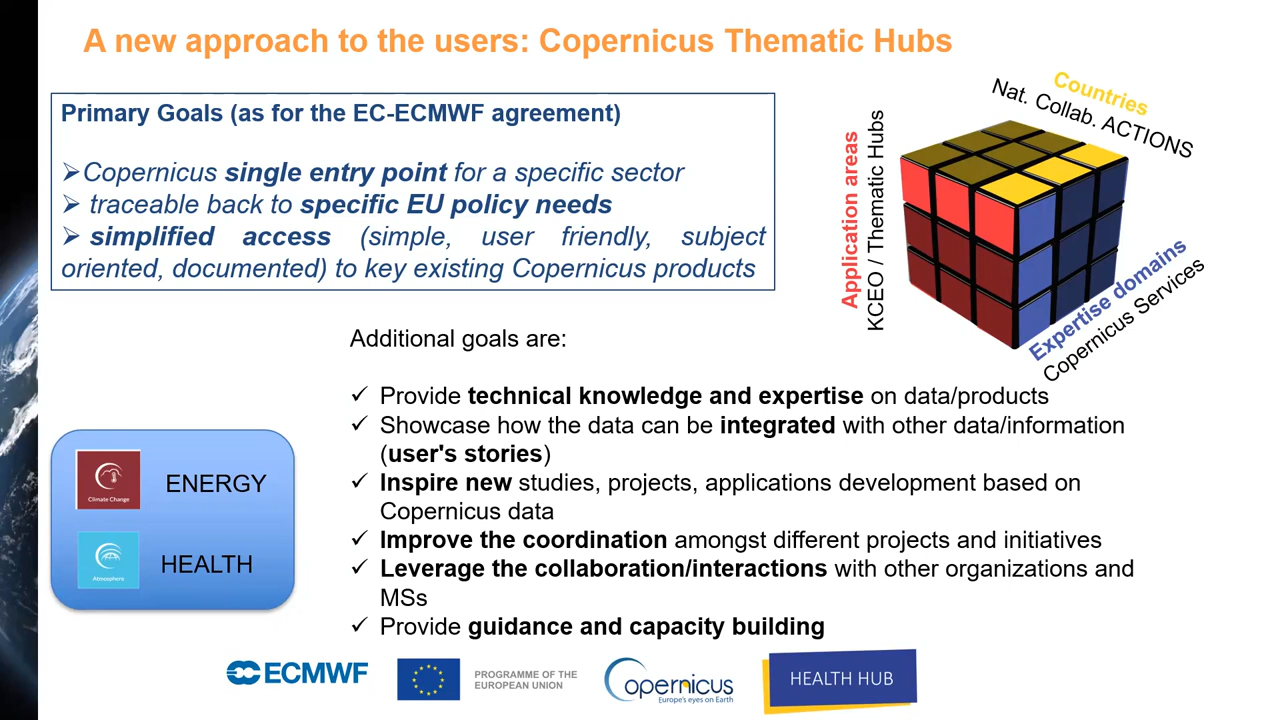 A new approach to the users: Copernicus Thematic Hubs
Primary Goals (as for the EC-ECMWF agreement)
➢Copernicus single entry point for a specific sector
➢ traceable back to specific EU policy needs
➢ simplified access (simple, user friendly, subject
oriented, documented) to key existing Copernicus products
Countries
Nat. Collab. ACTIONS
Application areas
KCEO / Thematic Hubs
Expertise domains
Copernicus Services
Additional goals are:
✓ Provide technical knowledge and expertise on data/products
✓ Showcase how the data can be integrated with other data/information
(user's stories)
✓ Inspire new studies, projects, applications development based on
Copernicus data
✓ Improve the coordination amongst different projects and initiatives
✓ Leverage the collaboration/interactions with other organizations and
MSs
✓ Provide guidance and capacity building
Climate Change
ENERGY
Atmosphere
HEALTH
ECMWF
PROGRAMME OF THE
EUROPEAN UNION
opernicus
Europe's eyes on Earth
HEALTH HUB